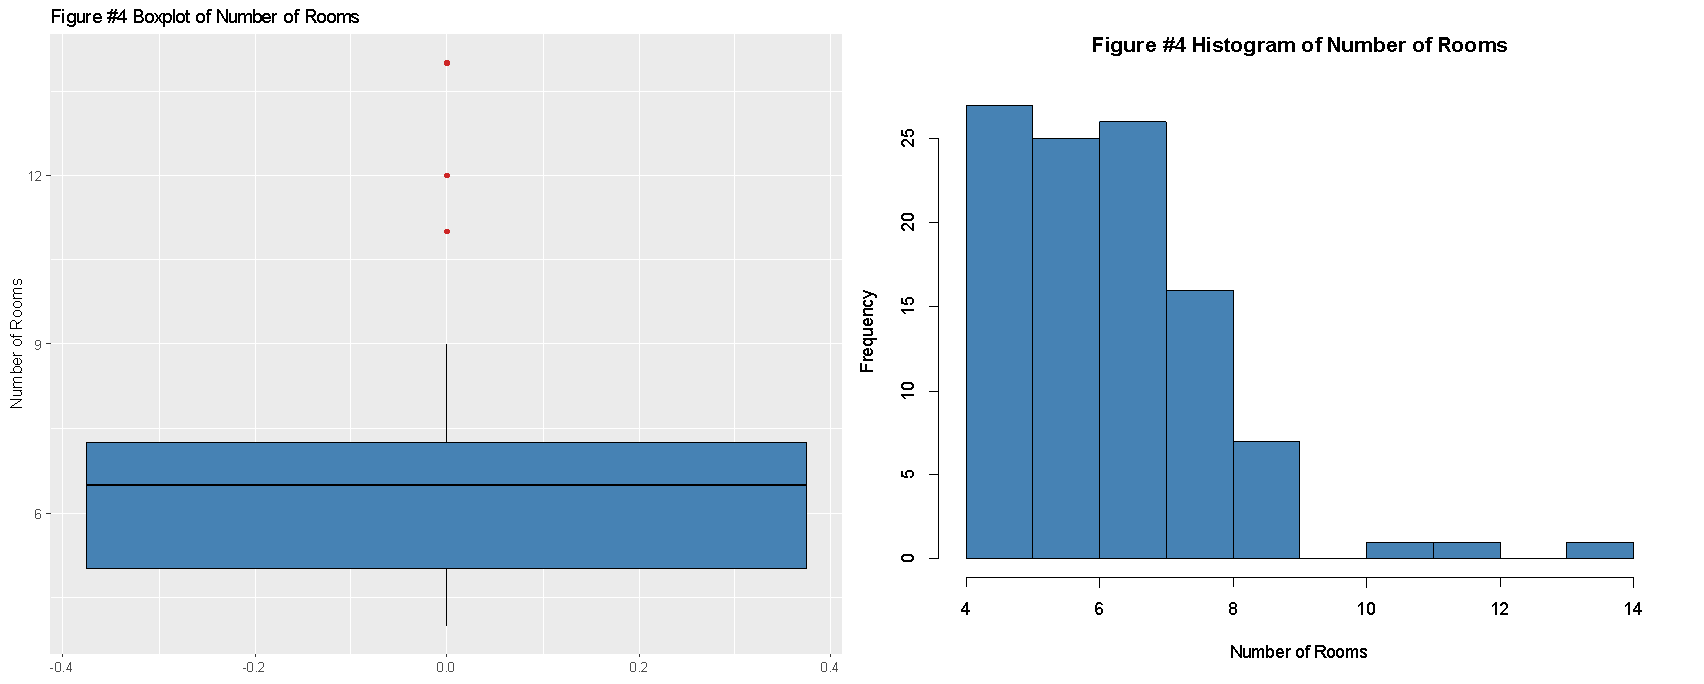 Figure #4 Boxplot of Number of Rooms
Number of Rooms
12
9
6
-0.4 -0.2 0.0 0.2 0.4
Figure #4 Histogram of Number of Rooms
Frequency
25
20
15
10
5
0
4 6 8 10 12 14
Number of Rooms